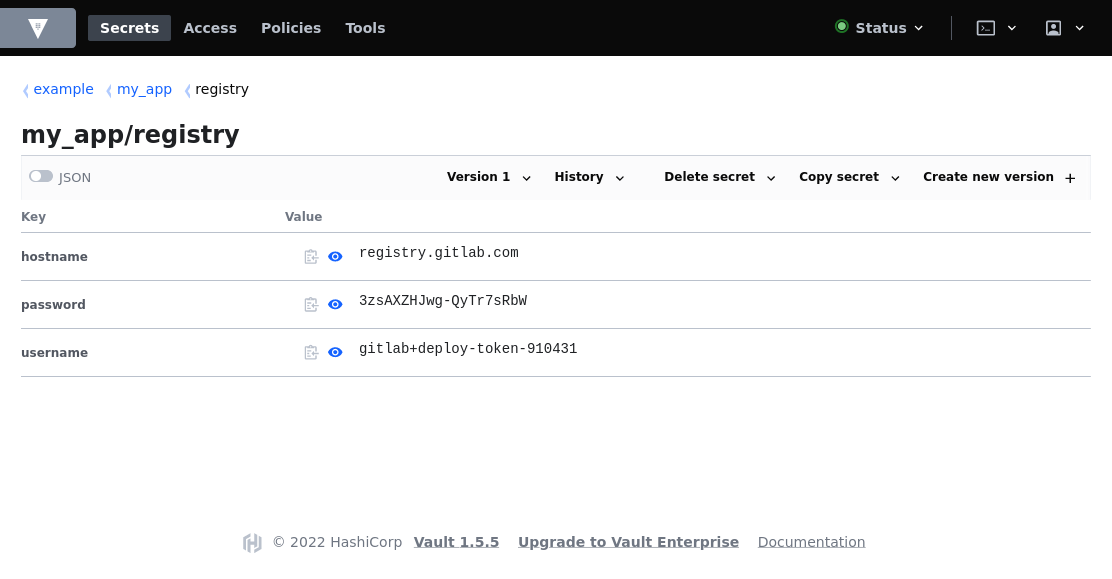 Secrets Access Policies Tools Status
example my_app registry
my_app/registry
JSON Version 1 History Delete secret Copy secret Create new version
Key Value
hostname registry.gitlab.com
password 3zsAXZHJwg-QyTr7sRbW
username gitlab+deploy-token-910431
© 2022 HashiCorp Vault 1.5.5 Upgrade to Vault Enterprise Documentation